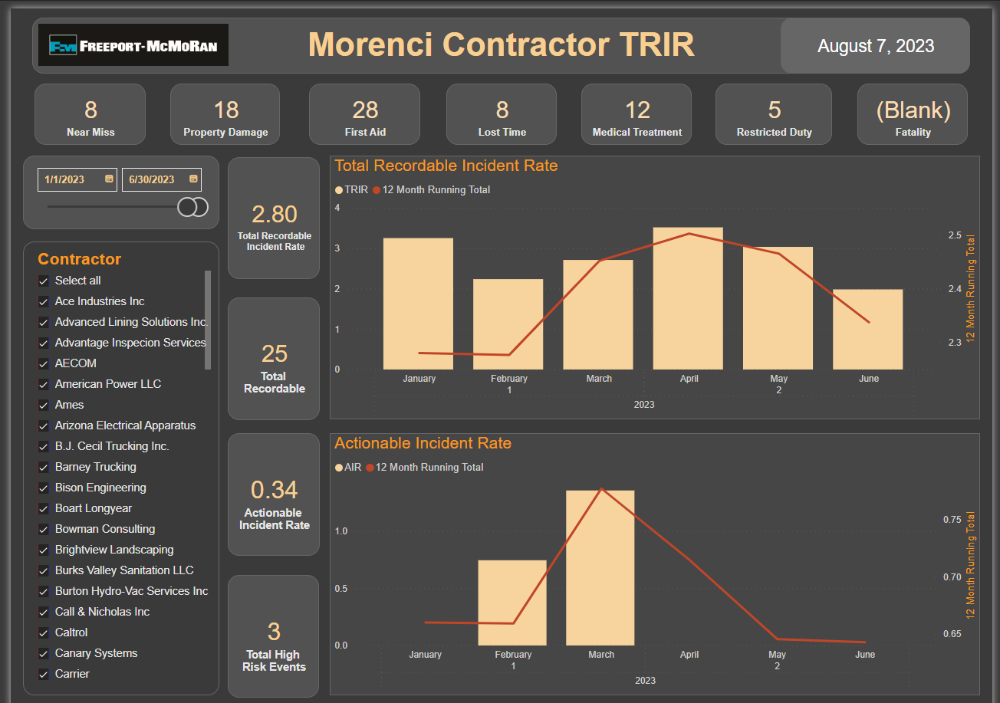 FREEPORT-MCMORAN
Morenci Contractor TRIR
August 7, 2023
8
Near Miss
18
Property Damage
28
First Aid
8
Lost Time
12
Medical Treatment
5
Restricted Duty
(Blank)
Fatality
1/1/2023
6/30/2023
Contractor
Select all
Ace Industries Inc
Advanced Lining Solutions Inc.
Advantage Inspecion Services
AECOM
American Power LLC
Ames
Arizona Electrical Apparatus
B.J. Cecil Trucking Inc.
Barney Trucking
Bison Engineering
Boart Longyear
Bowman Consulting
Brightview Landscaping
Burks Valley Sanitation LLC
Burton Hydro-Vac Services Inc
Call & Nicholas Inc
Caltrol
Canary Systems
Carrier
2.80
Total Recordable
Incident Rate
25
Total
Recordable
0.34
Actionable
Incident Rate
3
Total High
Risk Events
Total Recordable Incident Rate
TRIR 12 Month Running Total
4
3
2
1
0
2.5
2.4
2.3
12 Month Running Total
January February March April May June
1 2
2023
Actionable Incident Rate
AIR 12 Month Running Total
1.0
0.5
0.0
0.75
0.70
0.65
12 Month Running Total
January February March April May June
1 2
2023